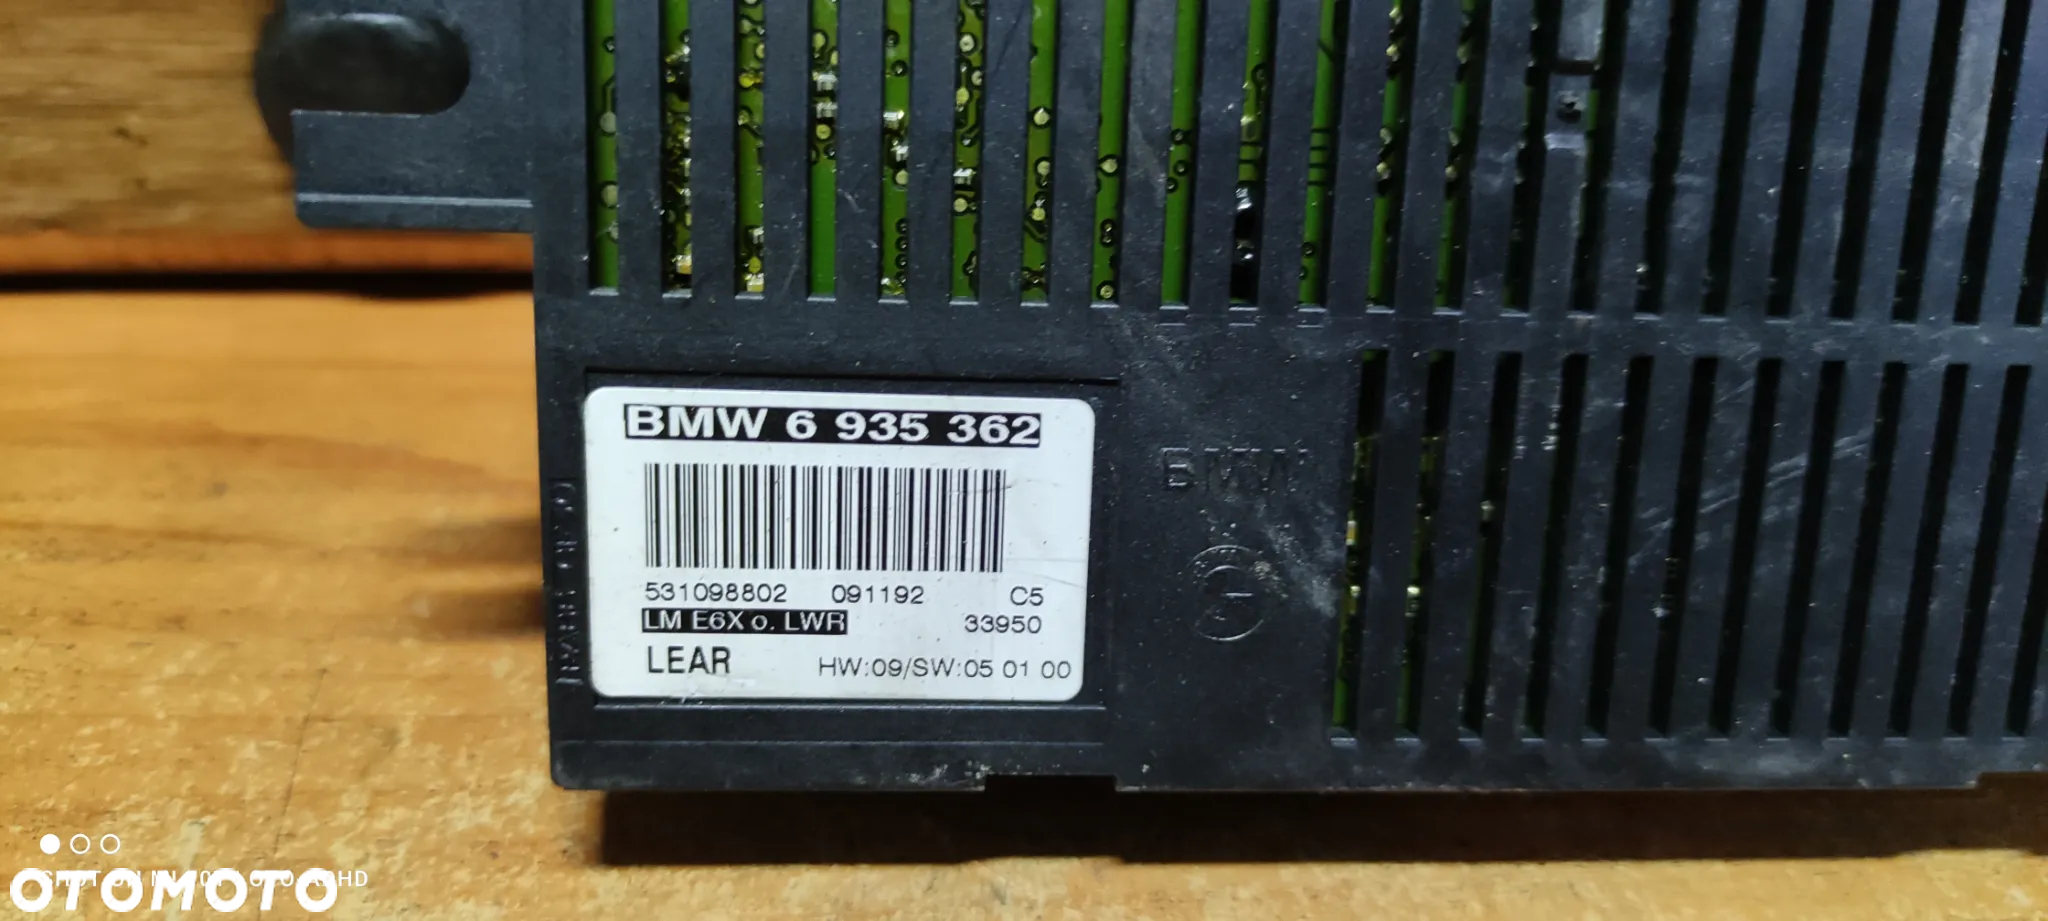 BMW 6 935 362
531098802 091192 C5
LM E6X o. LWR 33950
LEAR HW:09/SW:05 01 00
BMW
OTOMOTO